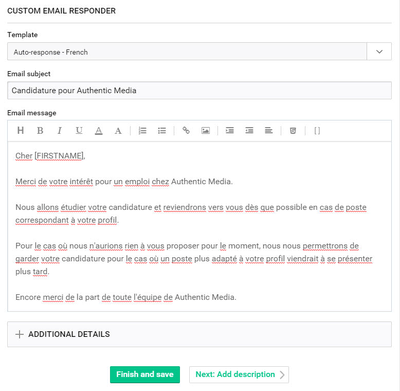 CUSTOM EMAIL RESPONDER
Template
Auto-response - French
Email subject
Candidature pour Authentic Media
Email message
H B I U A A [ ]
Cher [FIRSTNAME],
Merci de votre intérêt pour un emploi chez Authentic Media.
Nous allons étudier votre candidature et reviendrons vers vous dès que possible en cas de poste
correspondant à votre profil.
Pour le cas où nous n'aurions rien à vous proposer pour le moment, nous nous permettrons de
garder votre candidature pour le cas où un poste plus adapté à votre profil viendrait à se présenter
plus tard.
Encore merci de la part de toute l'équipe de Authentic Media.
ADDITIONAL DETAILS
Finish and save
Next: Add description